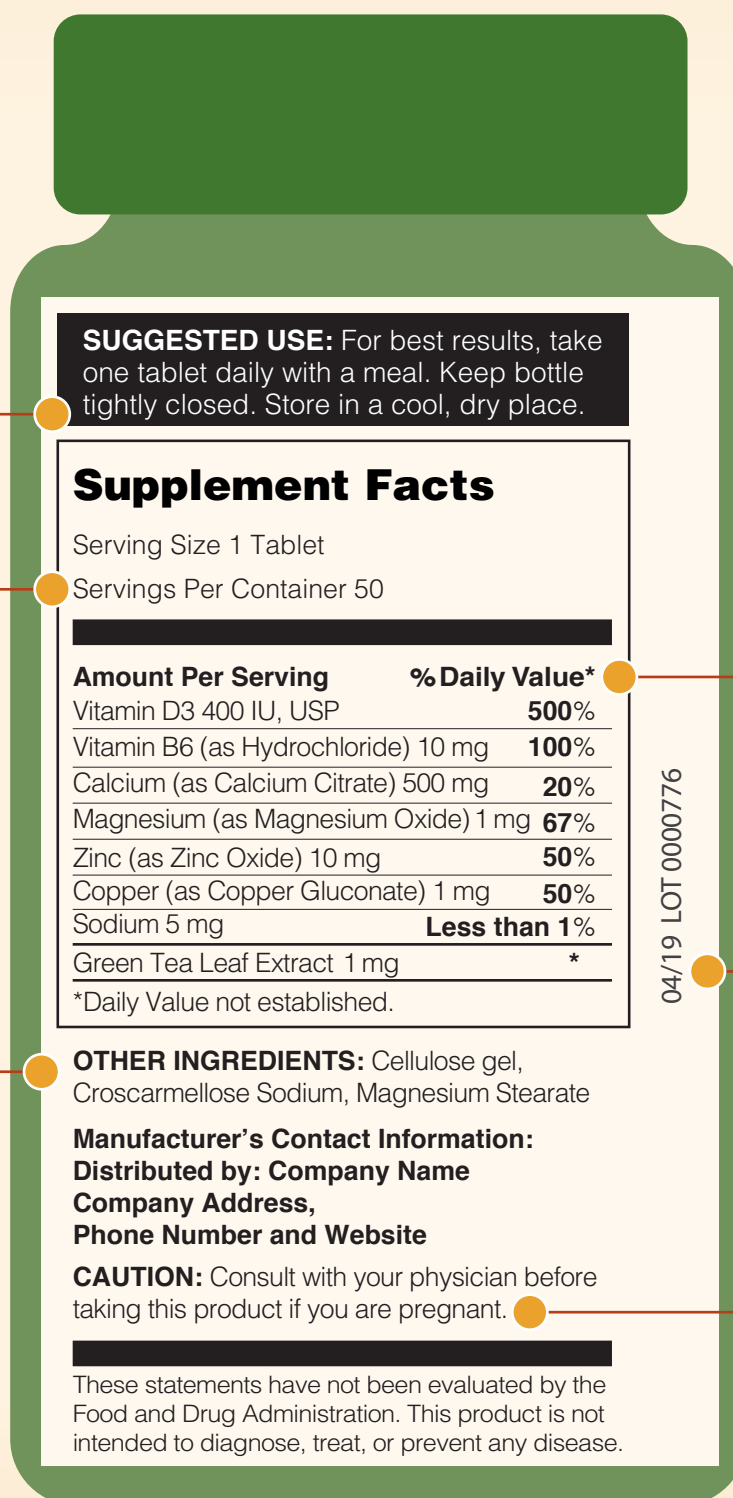 SUGGESTED USE: For best results, take
one tablet daily with a meal. Keep bottle
tightly closed. Store in a cool, dry place.
Supplement Facts
Serving Size 1 Tablet
Servings Per Container 50
Amount Per Serving %Daily Value*
Vitamin D3 400 IU, USP 500%
Vitamin B6 (as Hydrochloride) 10 mg 100%
Calcium (as Calcium Citrate) 500 mg 20%
Magnesium (as Magnesium Oxide) 1 mg 67%
Zinc (as Zinc Oxide) 10 mg 50%
Copper (as Copper Gluconate) 1 mg 50%
Sodium 5 mg Less than 1%
Green Tea Leaf Extract 1 mg *
*Daily Value not established.
04/19 LOT 0000776
OTHER INGREDIENTS: Cellulose gel,
Croscarmellose Sodium, Magnesium Stearate
Manufacturer’s Contact Information:
Distributed by: Company Name
Company Address,
Phone Number and Website
CAUTION: Consult with your physician before
taking this product if you are pregnant.
These statements have not been evaluated by the
Food and Drug Administration. This product is not
intended to diagnose, treat, or prevent any disease.